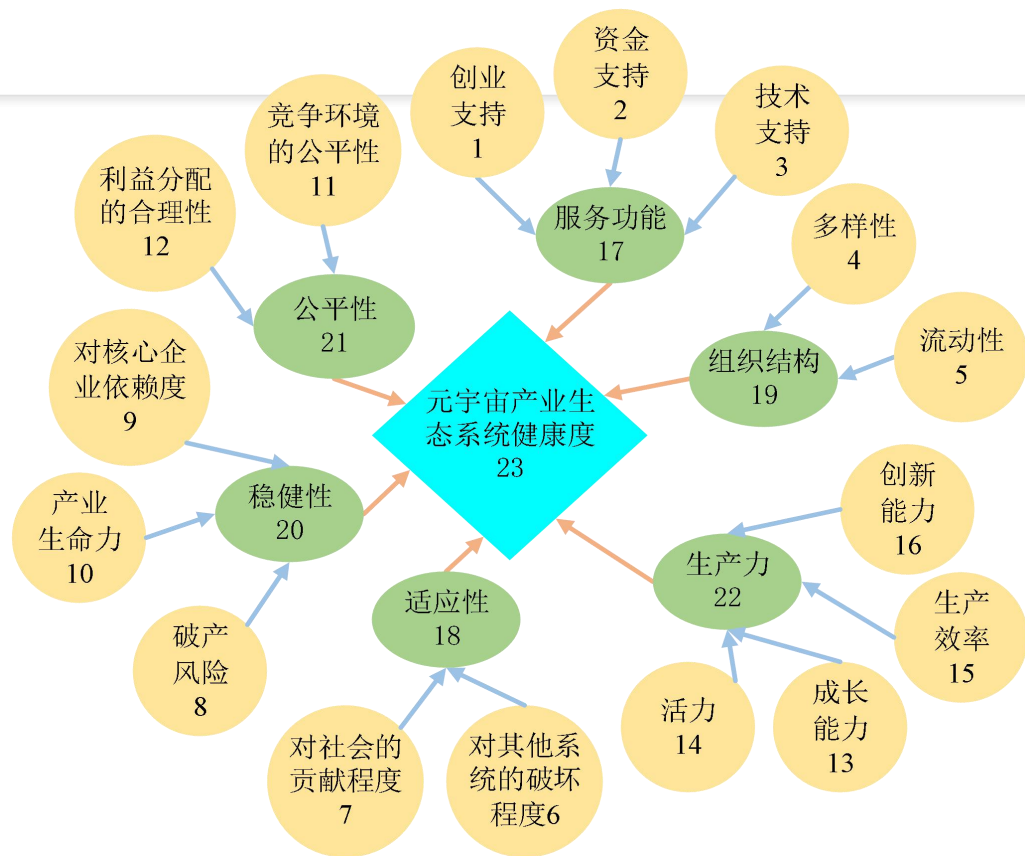 资金
支持
2
创业
支持
1
技术
支持
3
竞争环境
的公平性
11
利益分配
的合理性
12
服务功能
17
多样性
4
公平性
21
流动性
5
组织结构
19
对核心企
业依赖度
9
元宇宙产业生
态系统健康度
23
稳健性
20
产业
生命力
10
创新
能力
16
生产力
22
适应性
18
生产
效率
15
破产
风险
8
活力
14
成长
能力
13
对社会的
贡献程度
7
对其他系
统的破坏
程度6